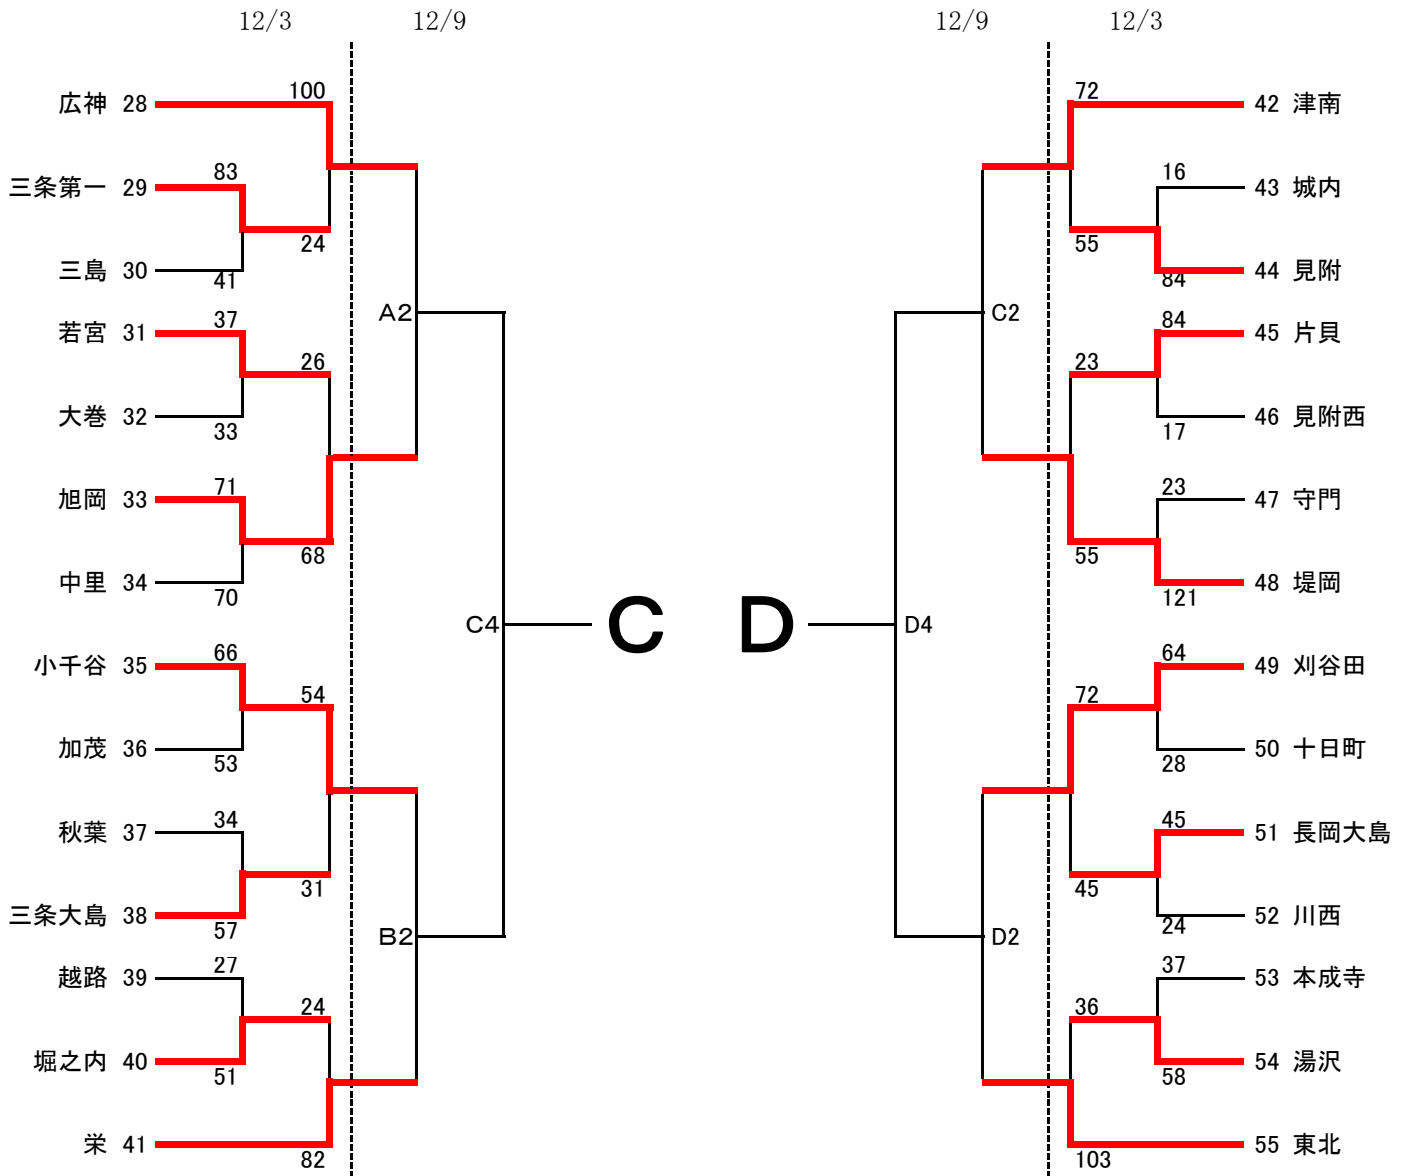 12/3 12/9 12/9 12/3
100 72
広神 28 42 津南
83 16
三条第一 29 43 城内
24 55
三島 30 44 見附
41 84
A2 C2
37 84
若宮 31 45 片貝
26 23
大巻 32 46 見附西
33 17
71 23
旭岡 33 47 守門
68 55
中里 34 48 堤岡
70 121
C4 C D D4
66 64
小千谷 35 49 刈谷田
54 72
加茂 36 50 十日町
53 28
34 45
秋葉 37 51 長岡大島
31 45
三条大島 38 52 川西
57 24
B2 D2
27 37
越路 39 53 本成寺
24 36
堀之内 40 54 湯沢
51 58
栄 41 55 東北
82 103